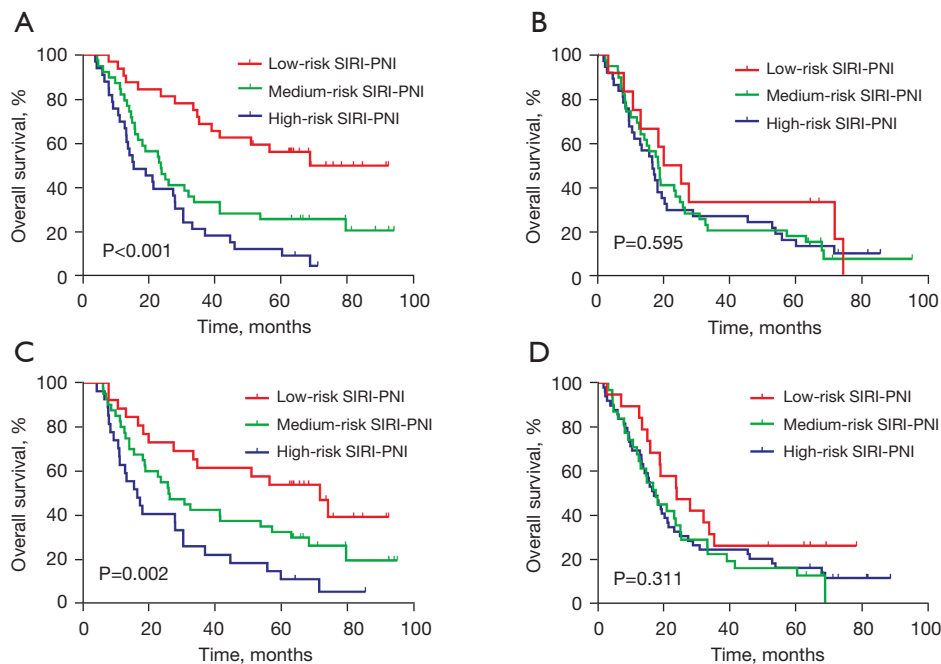 A
Overall survival, %
100
80
60
40
20
0
Low-risk SIRI-PNI
Medium-risk SIRI-PNI
High-risk SIRI-PNI
P<0.001
0 20 40 60 80 100
Time, months
B
Overall survival, %
100
80
60
40
20
0
Low-risk SIRI-PNI
Medium-risk SIRI-PNI
High-risk SIRI-PNI
P=0.595
0 20 40 60 80 100
Time, months
C
Overall survival, %
100
80
60
40
20
0
Low-risk SIRI-PNI
Medium-risk SIRI-PNI
High-risk SIRI-PNI
P=0.002
0 20 40 60 80 100
Time, months
D
Overall survival, %
100
80
60
40
20
0
Low-risk SIRI-PNI
Medium-risk SIRI-PNI
High-risk SIRI-PNI
P=0.311
0 20 40 60 80 100
Time, months